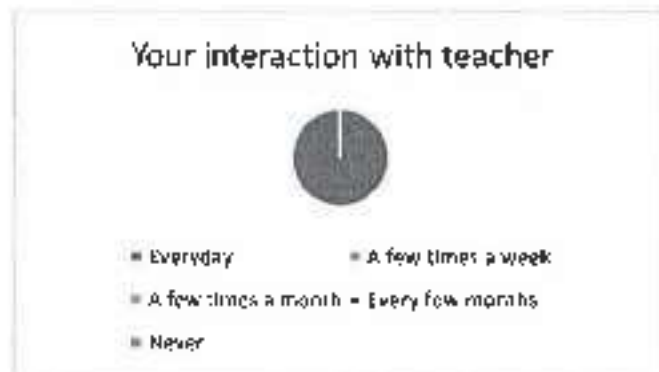 Your interaction with teacher
Everyday A few times a week
A few times a month Every few months
Never